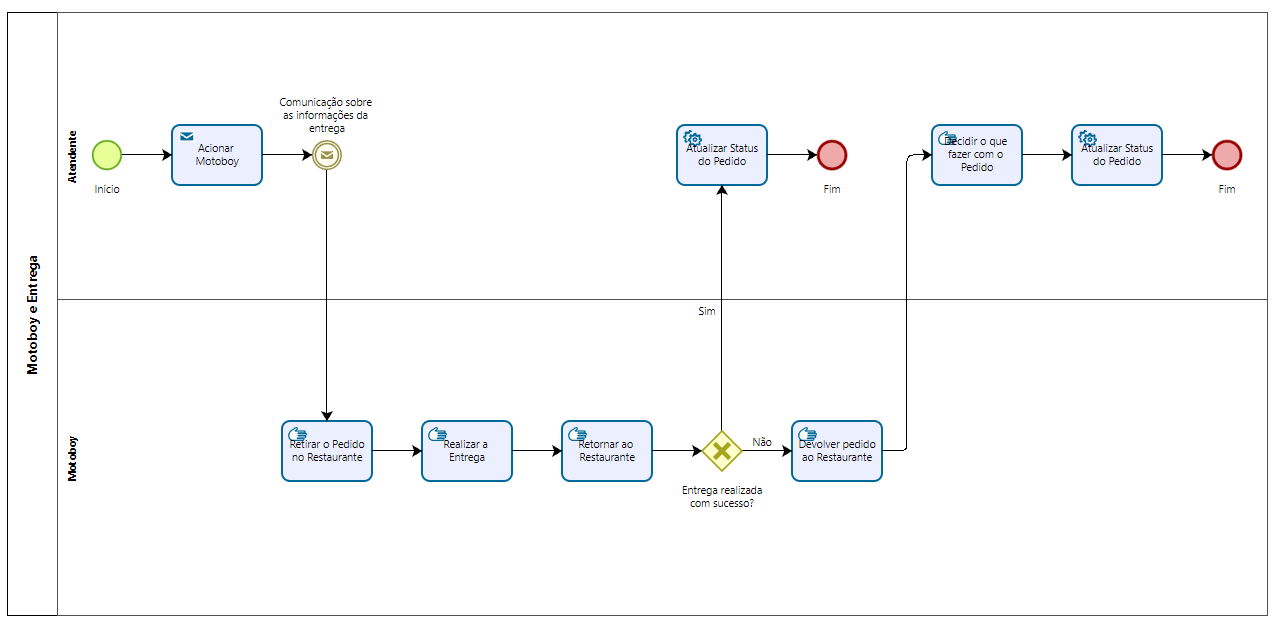 Motoboy e Entrega
Atendente
Inicio
Acionar
Motoboy
Comunicação sobre
as informações da
entrega
Atualizar Status
do Pedido
Fim
Decidir o que
fazer com o
Pedido
Atualizar Status
do Pedido
Fim
Motoboy
Retirar o Pedido
no Restaurante
Realizar a
Entrega
Retornar ao
Restaurante
Sim
Entrega realizada
com sucesso?
Não
Devolver pedido
ao Restaurante